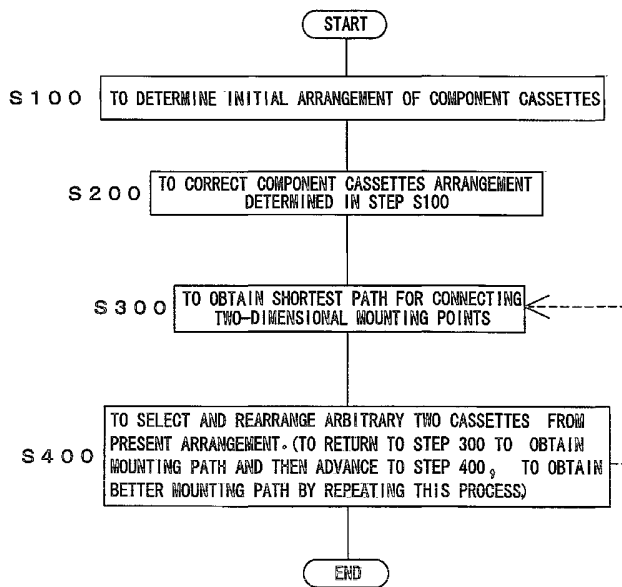 START
S100
TO DETERMINE INITIAL ARRANGEMENT OF COMPONENT CASSETTES
S200
TO CORRECT COMPONENT CASSETTES ARRANGEMENT
DETERMINED IN STEP S100
S300
TO OBTAIN SHORTEST PATH FOR CONNECTING
TWO-DIMENSIONAL MOUNTING POINTS
S400
TO SELECT AND REARRANGE ARBITRARY TWO CASSETTES FROM
PRESENT ARRANGEMENT.(TO RETURN TO STEP 300 TO OBTAIN
MOUNTING PATH AND THEN ADVANCE TO STEP 400, TO OBTAIN
BETTER MOUNTING PATH BY REPEATING THIS PROCESS.)
END